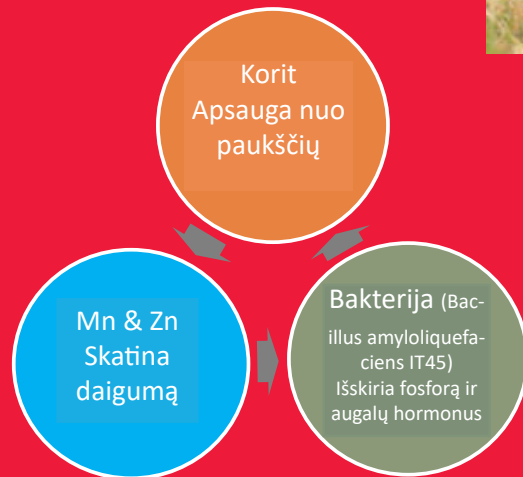 Korit
Apsauga nuo
paukščių
Mn & Zn
Skatina
daigumą
Bakterija (Bac-
illus amyloliquefa-
ciens IT45)
Išskiria fosforą ir
augalų hormonus